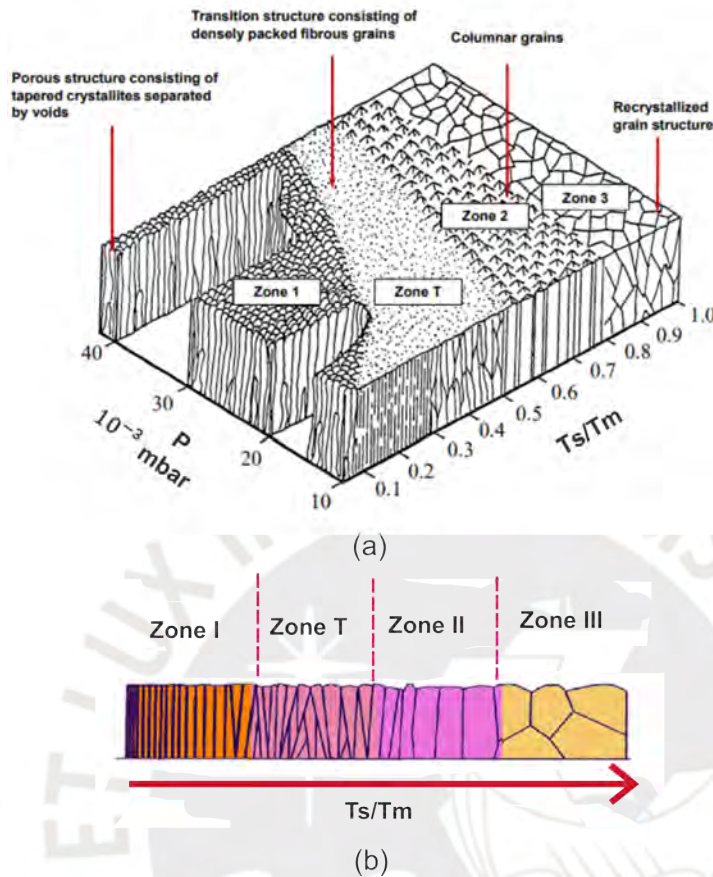 Transition structure consisting of
densely packed fibrous grains
Columnar grains
Porous structure consisting of
tapered crystallites separated
by voids
Recrystallized
grain structure
Zone 3
Zone 2
Zone 1
Zone T
40
30
20
10
P
10⁻³ mbar
0.1
0.2
0.3
0.4
0.5
0.6
0.7
0.8
0.9
1.0
Ts/Tm
(a)
Zone I
Zone T
Zone II
Zone III
Ts/Tm
(b)
ET LUX IN